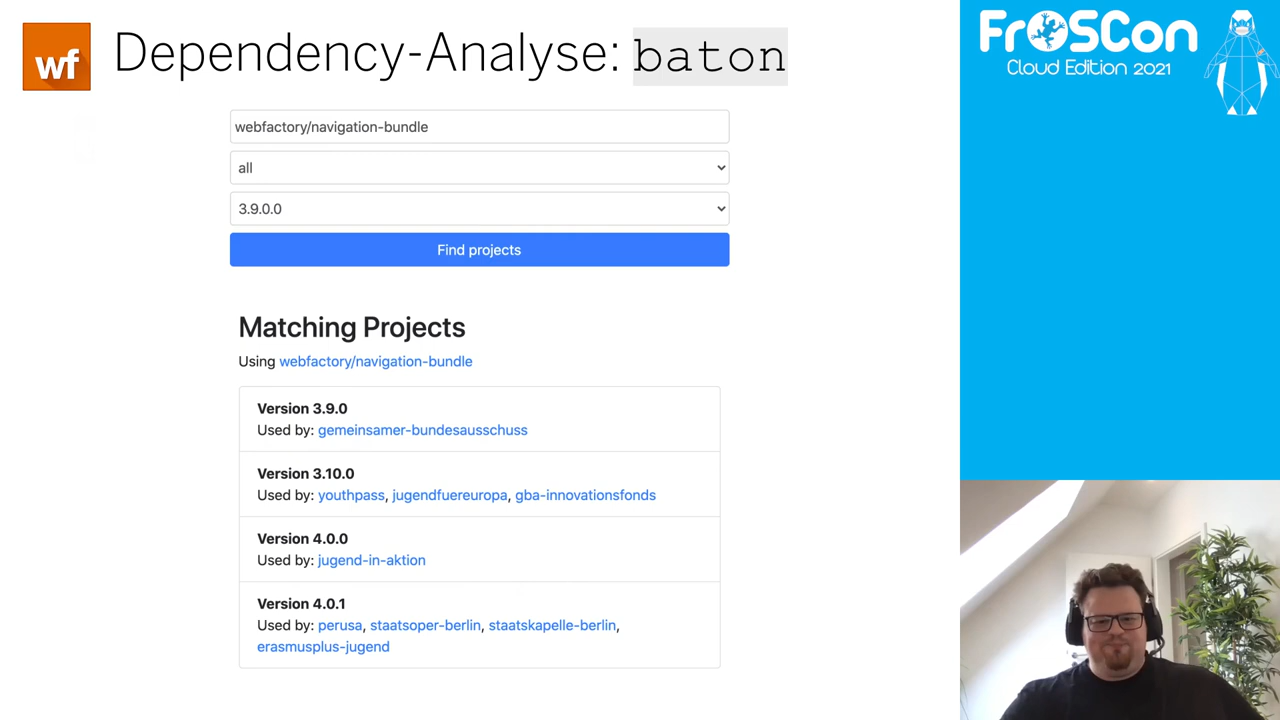 wf
Dependency-Analyse: baton
webfactory/navigation-bundle
all
3.9.0.0
Find projects
Matching Projects
Using webfactory/navigation-bundle
Version 3.9.0
Used by: gemeinsamer-bundesausschuss
Version 3.10.0
Used by: youthpass, jugendfuereuropa, gba-innovationsfonds
Version 4.0.0
Used by: jugend-in-aktion
Version 4.0.1
Used by: perusa, staatsoper-berlin, staatskapelle-berlin,
erasmusplus-jugend
FrOSCon
Cloud Edition 2021